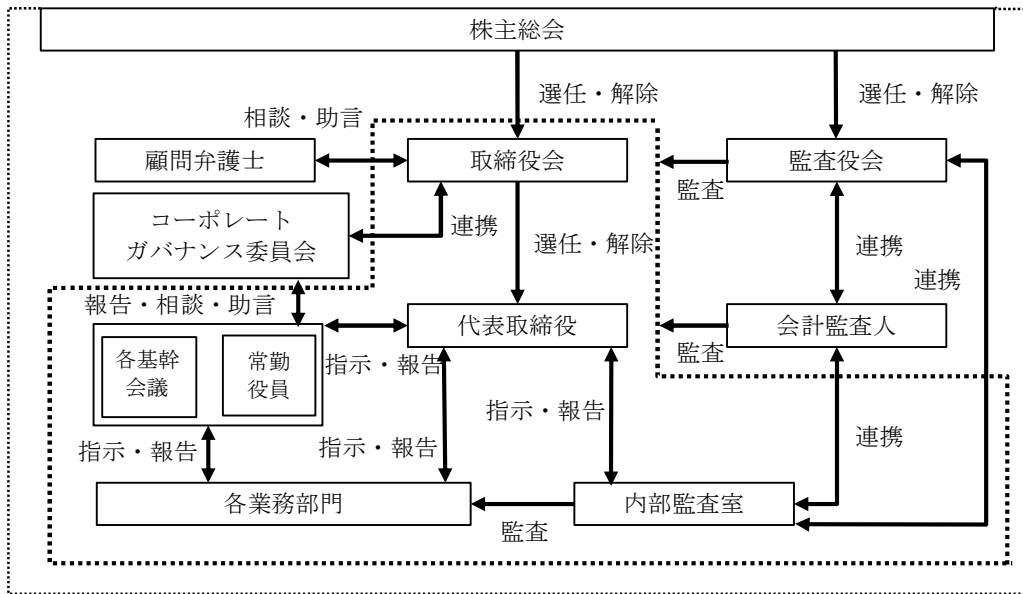 株主総会
選任・解除
選任・解除
相談・助言
顧問弁護士
取締役会
監査役会
監査
コーポレート
ガバナンス委員会
連携
選任・解除
連携
連携
報告・相談・助言
代表取締役
会計監査人
監査
各基幹
会議
常勤
役員
指示・報告
指示・報告
指示・報告
指示・報告
連携
各業務部門
内部監査室
監査